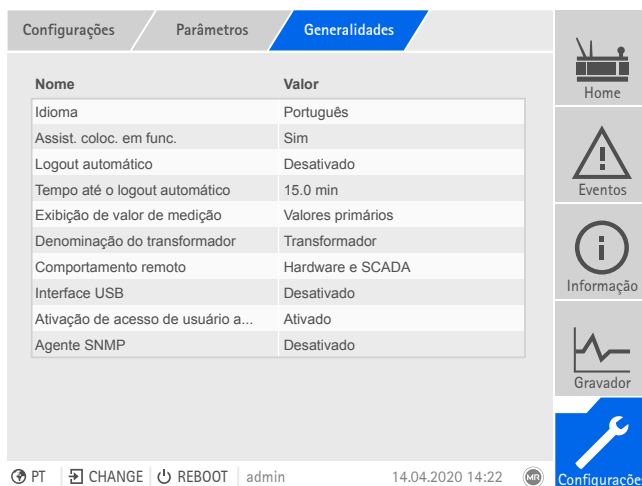 Configurações Parâmetros Generalidades
Nome Valor
Idioma Português
Assist. coloc. em func. Sim
Logout automático Desativado
Tempo até o logout automático 15.0 min
Exibição de valor de medição Valores primários
Denominação do transformador Transformador
Comportamento remoto Hardware e SCADA
Interface USB Desativado
Ativação de acesso de usuário a... Ativado
Agente SNMP Desativado
Home
Eventos
Informação
Gravador
Configuraçõe
PT CHANGE REBOOT admin 14.04.2020 14:22 MR